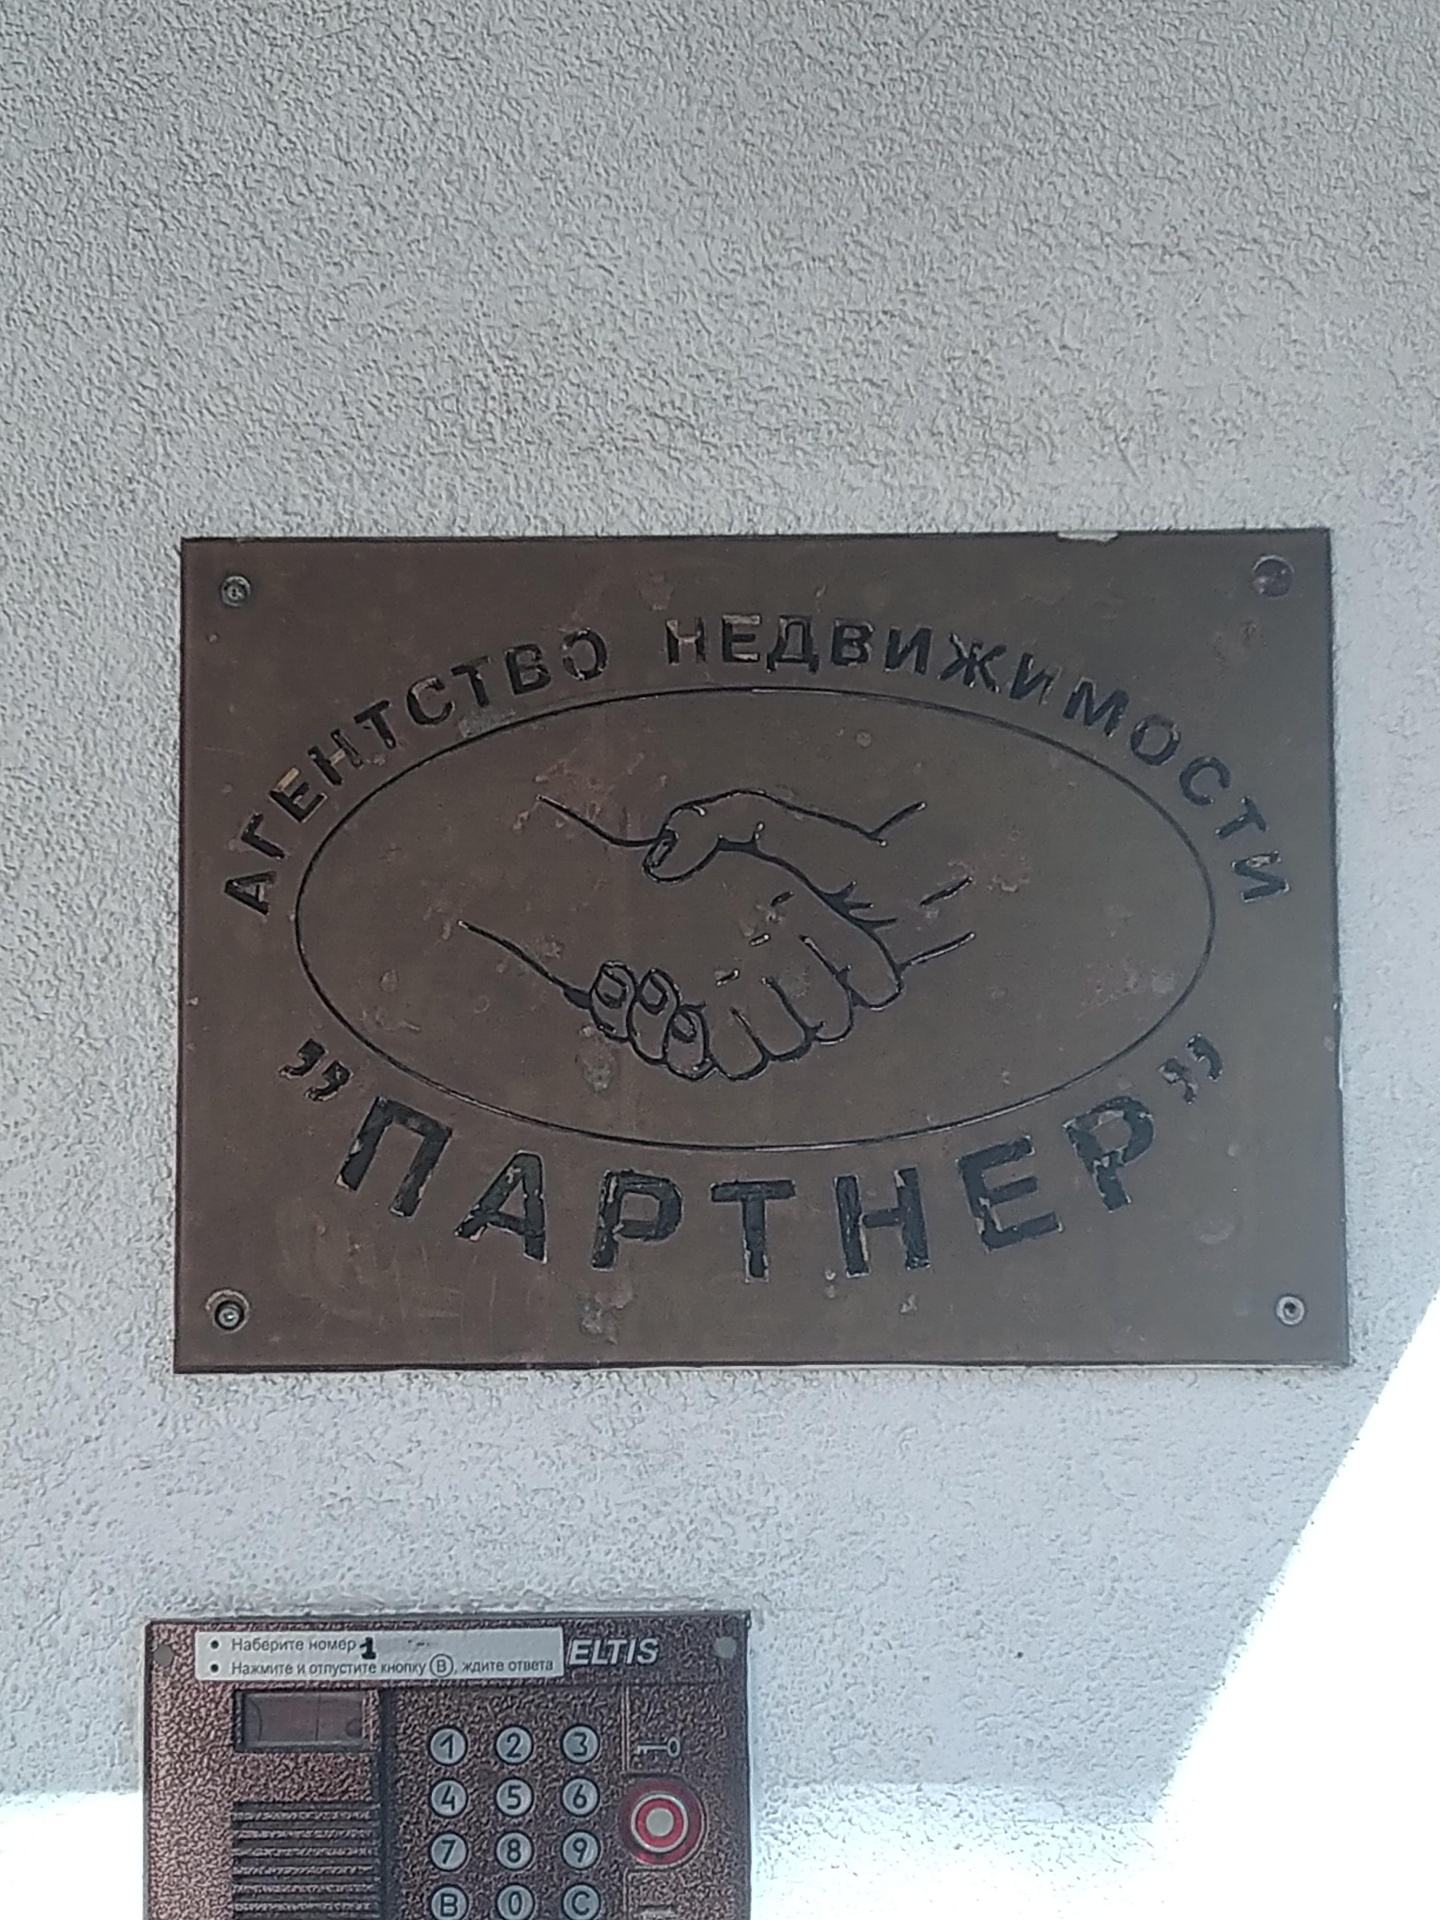 АГЕНТСТВО НЕДВИЖИМОСТИ
"ПАРТНЕР"
• Наберите номер 1
• Нажмите и отпустите кнопку (В), ждите ответа
ELTIS
1 2 3
4 5 6
7 8 9
B 0 C